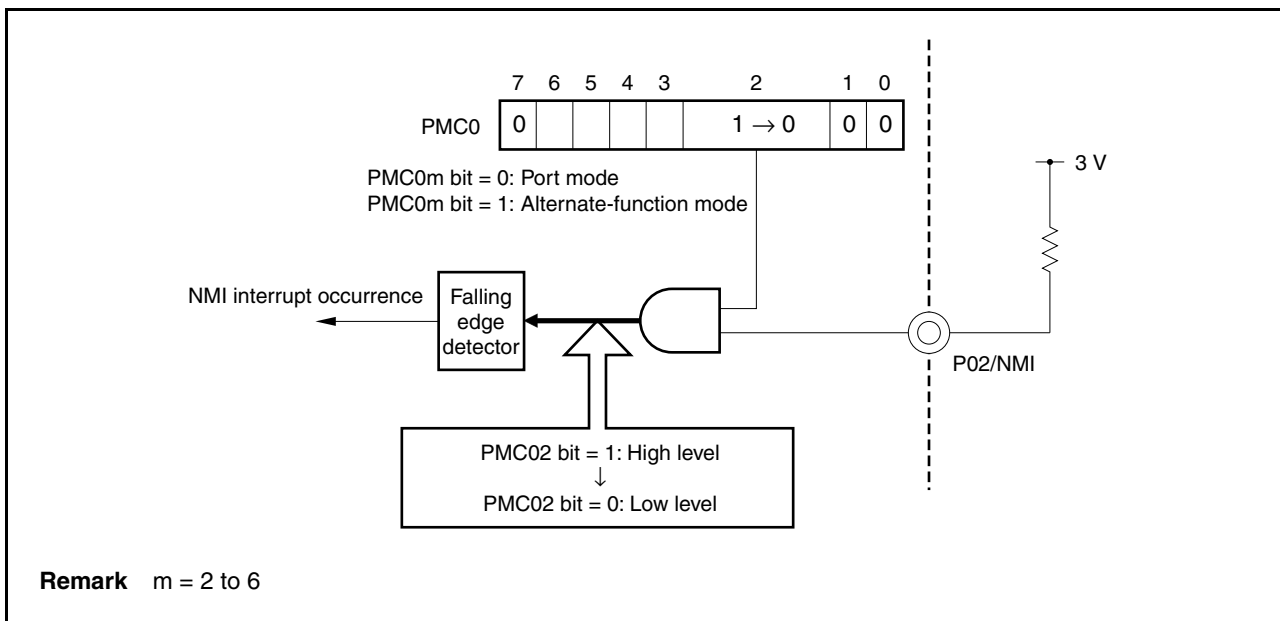 7 6 5 4 3 2 1 0
PMC0 0 1 → 0 0 0
3 V
PMC0m bit = 0: Port mode
PMC0m bit = 1: Alternate-function mode
NMI interrupt occurrence
Falling
edge
detector
P02/NMI
PMC02 bit = 1: High level
↓
PMC02 bit = 0: Low level
Remark m = 2 to 6